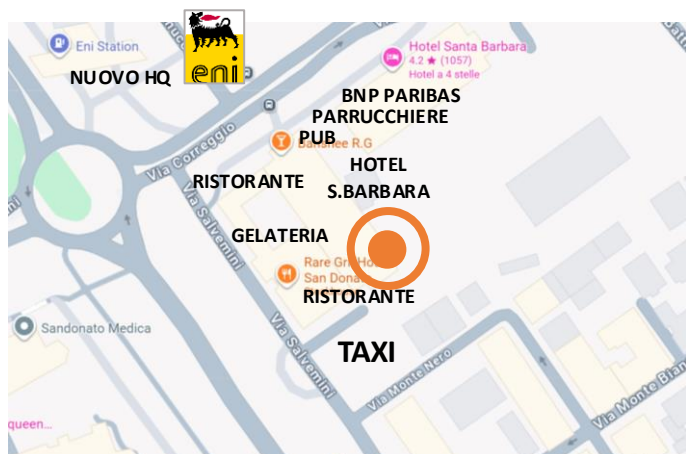 Eni Station
eni
NUOVO HQ
Hotel Santa Barbara
4.2 ★ (1057)
Hotel a 4 stelle
BNP PARIBAS
PARRUCCHIERE
PUB
R.G
Via Correggio
HOTEL
S.BARBARA
RISTORANTE
Via Salvemini
GELATERIA
Rare Gri
San Dona
RISTORANTE
Sandonato Medica
Via Salvemini
TAXI
Via Monte Nero
Via Monte Bian
queen...